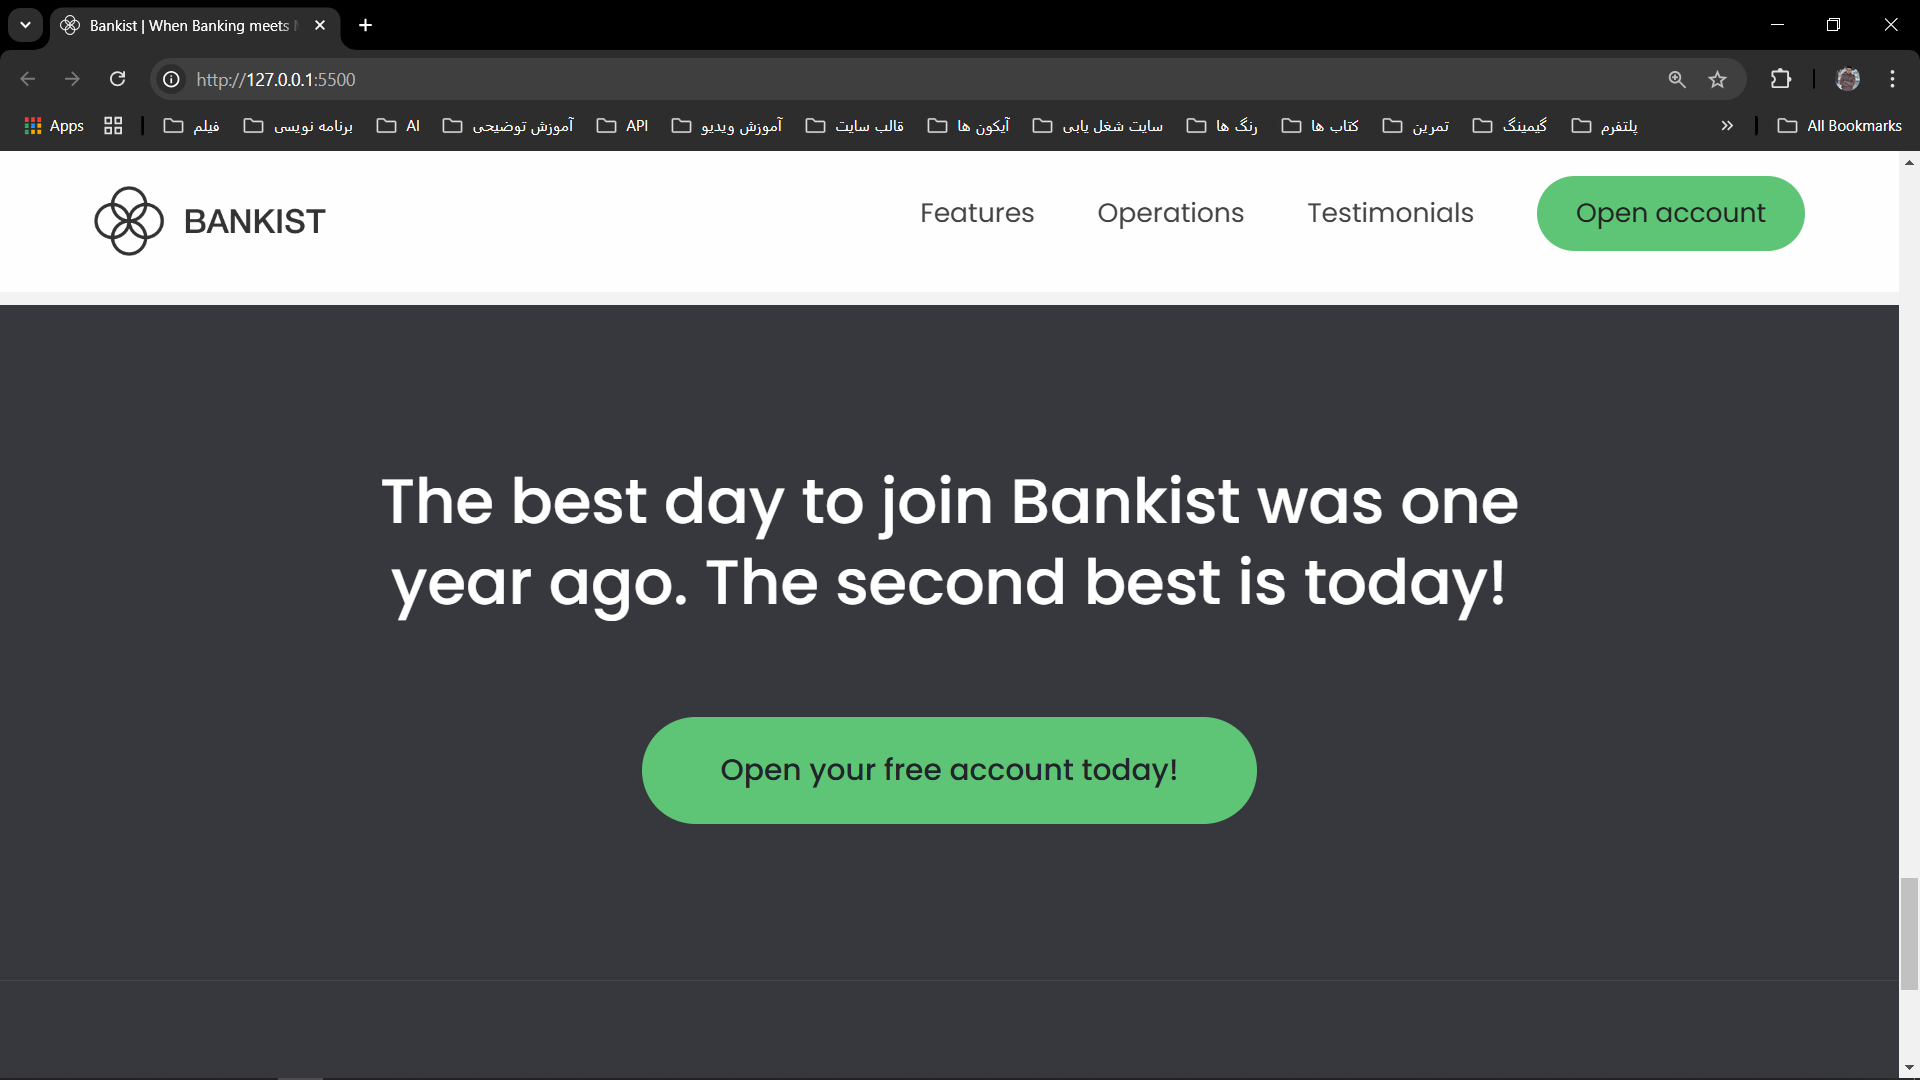 Bankist | When Banking meets
http://127.0.0.1:5500
Apps
فیلم
برنامه نویسی
AI
آموزش توضیحی
API
آموزش ویدیو
قالب سایت
آیکون ها
سایت شغل یابی
رنگ ها
کتاب ها
تمرین
گیمینگ
پلتفرم
All Bookmarks
BANKIST
Features
Operations
Testimonials
Open account
The best day to join Bankist was one
year ago. The second best is today!
Open your free account today!